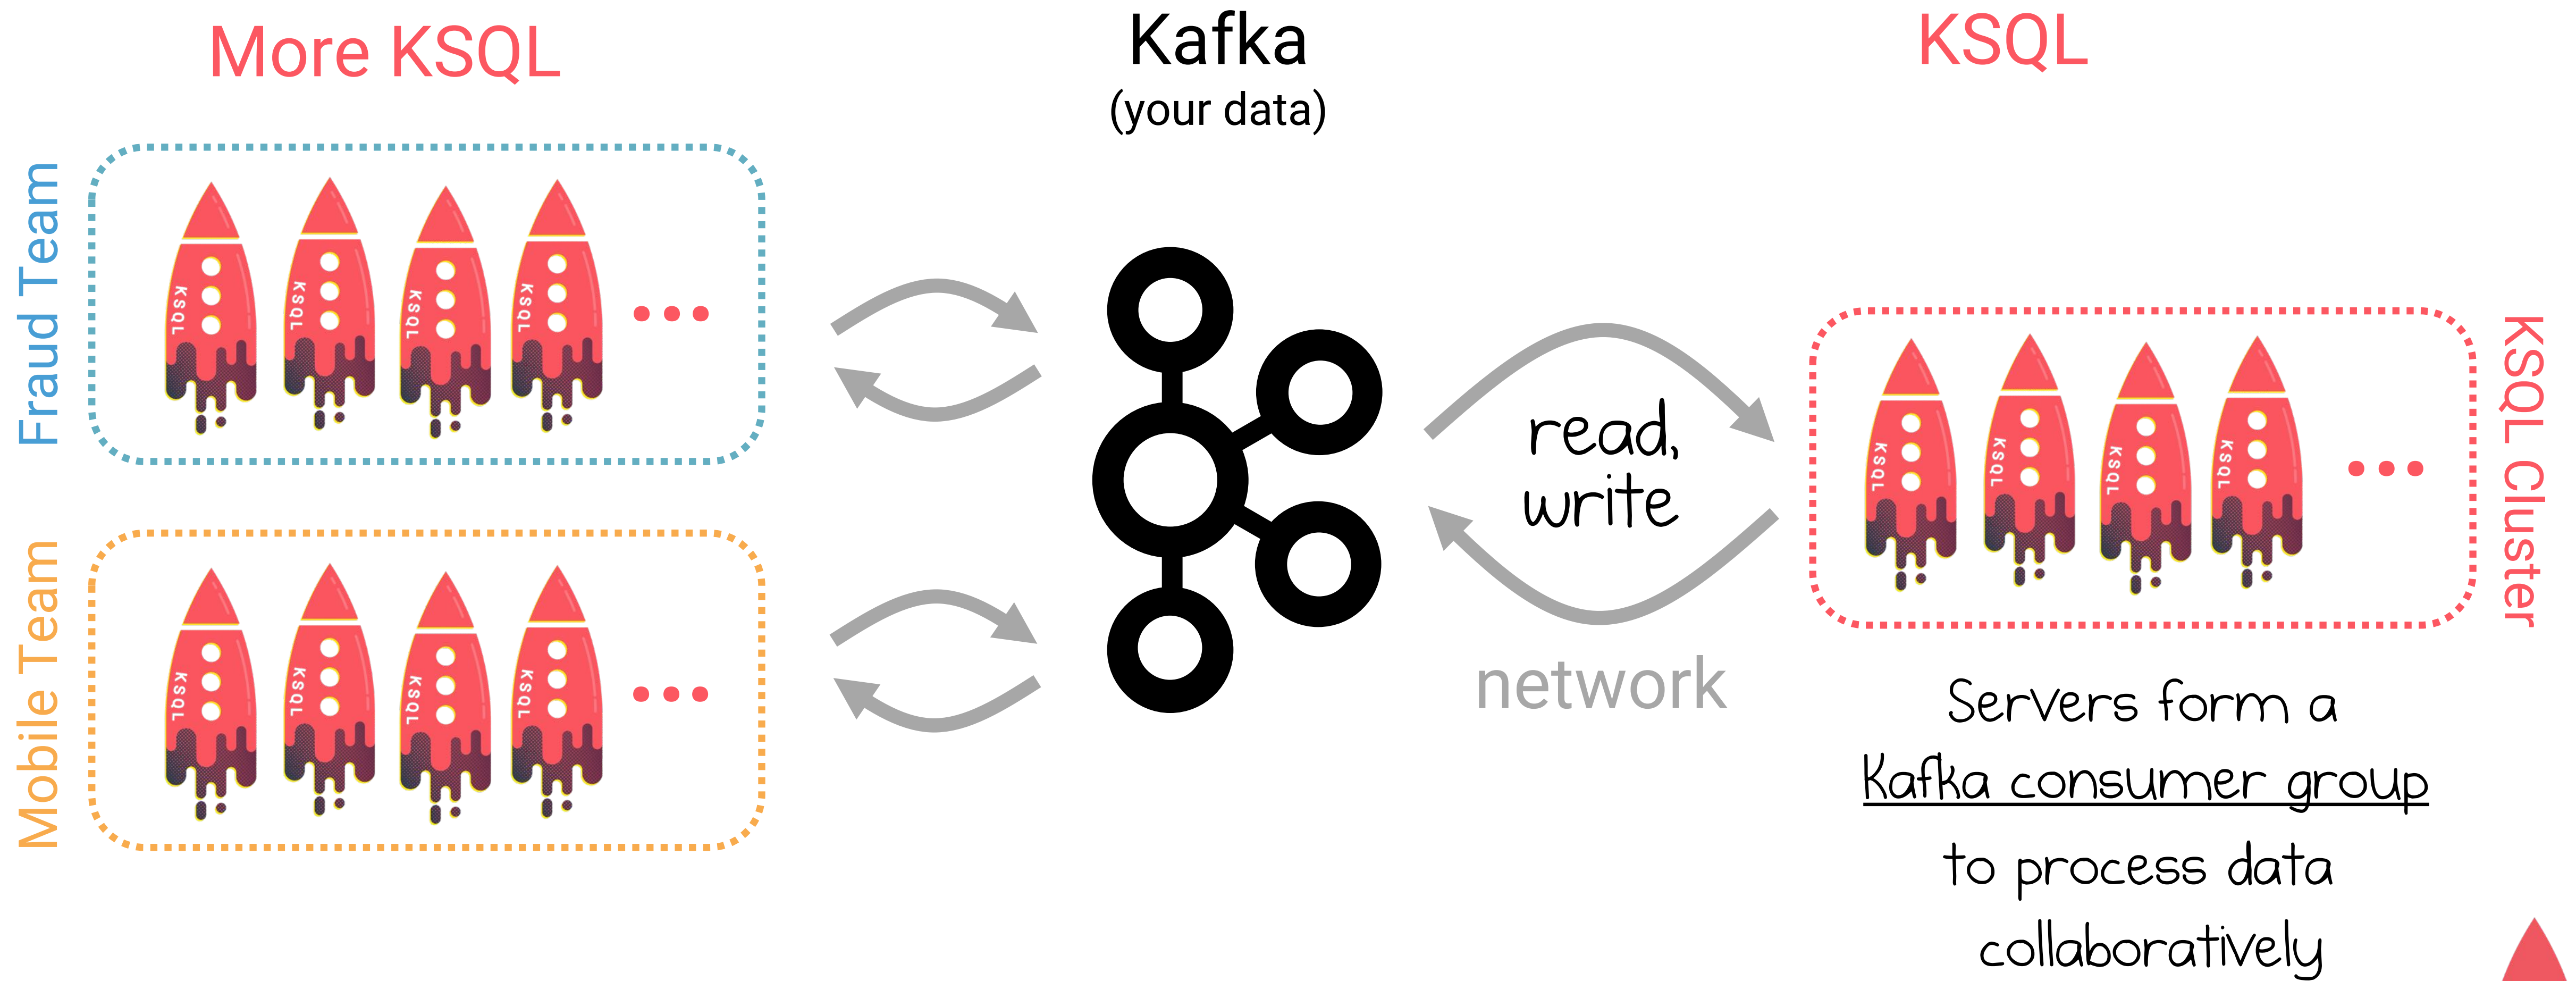 More KSQL
Kafka
(your data)
KSQL
Fraud Team
KSQL
KSQL
KSQL
KSQL
Mobile Team
KSQL
KSQL
KSQL
KSQL
read,
write
network
KSQL
KSQL
KSQL
KSQL
KSQL Cluster
Servers form a
Kafka consumer group
to process data
collaboratively